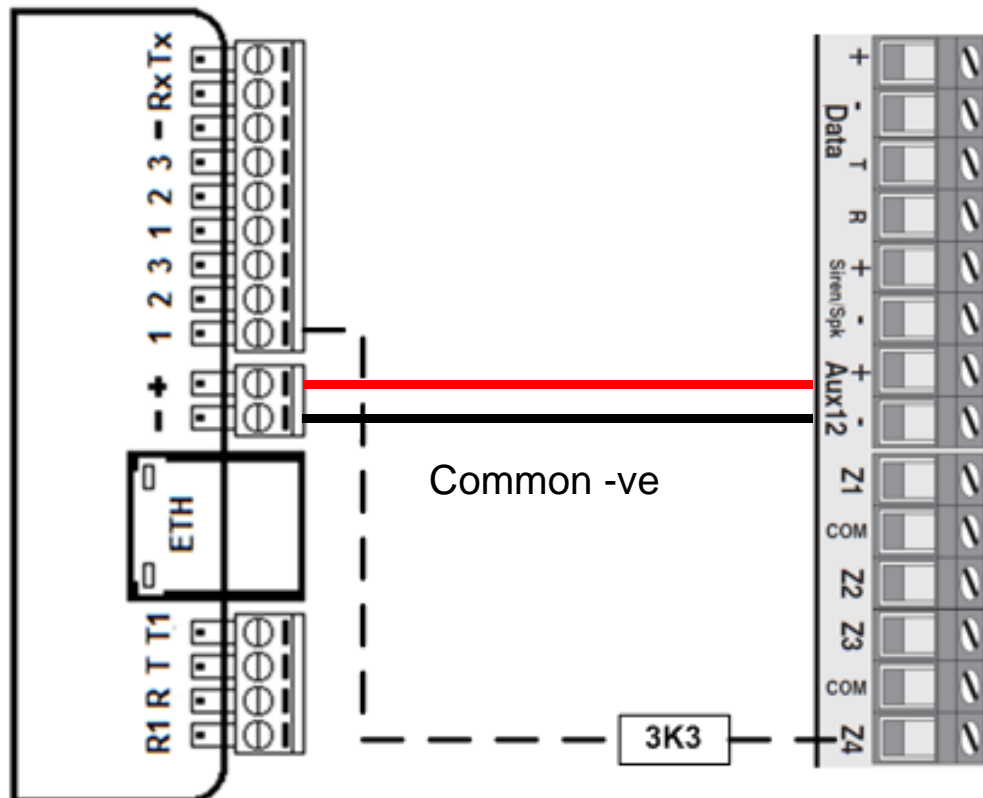 Tx
Rx
-
3
2
1
3
2
1
+
-
ETH
T1
T
R
R1
Common -ve
3K3
+
-
Data
T
R
+
Siren/Spk
-
+
Aux12
-
Z1
COM
Z2
Z3
COM
Z4